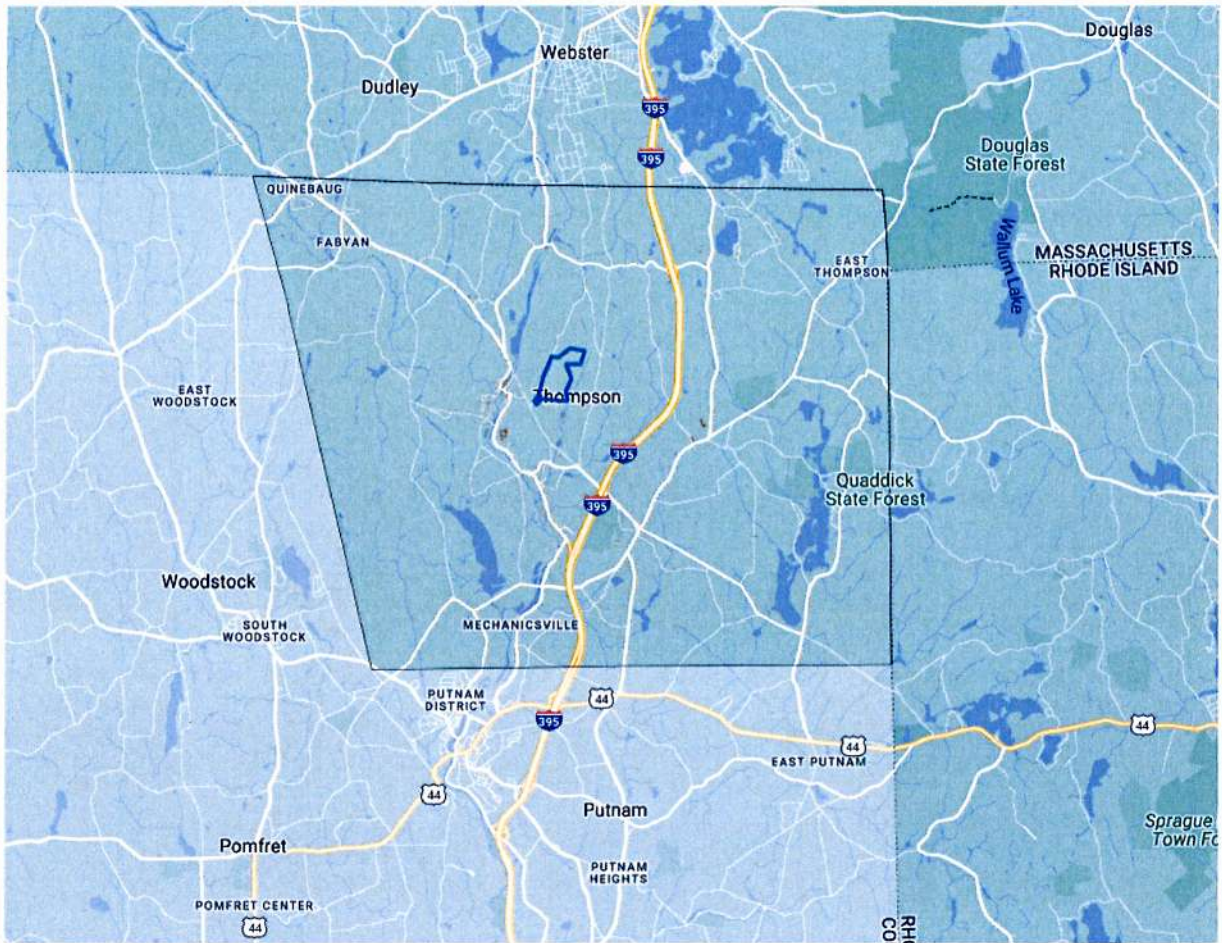 Douglas
Webster
Dudley
395
395
Douglas
State Forest
QUINEBAUG
FABYAN
Wallum Lake
MASSACHUSETTS
RHODE ISLAND
EAST
THOMPSON
EAST
WOODSTOCK
Thompson
395
395
Quaddick
State Forest
Woodstock
SOUTH
WOODSTOCK
MECHANICSVILLE
PUTNAM
DISTRICT
44
395
44
44
EAST PUTNAM
44
Putnam
Sprague
Town Fo
Pomfret
PUTNAM
HEIGHTS
POMFRET CENTER
44
RHO
CO